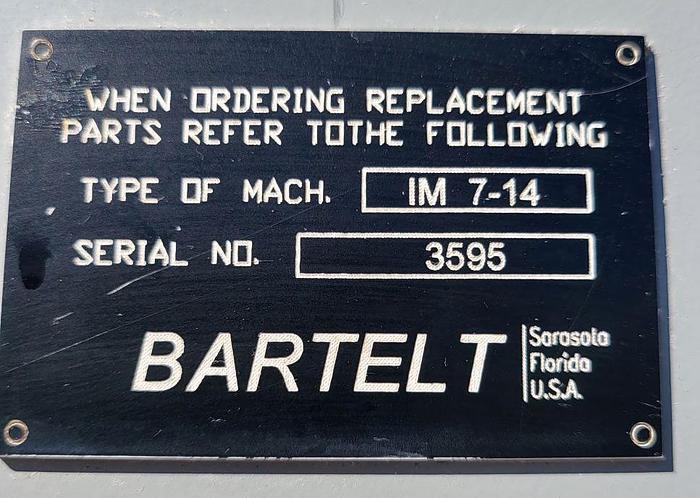 WHEN ORDERING REPLACEMENT
PARTS REFER TOTHE FOLLOWING
TYPE OF MACH. IM 7-14
SERIAL NO. 3595
BARTELT
Sarasota
Florida
U.S.A.